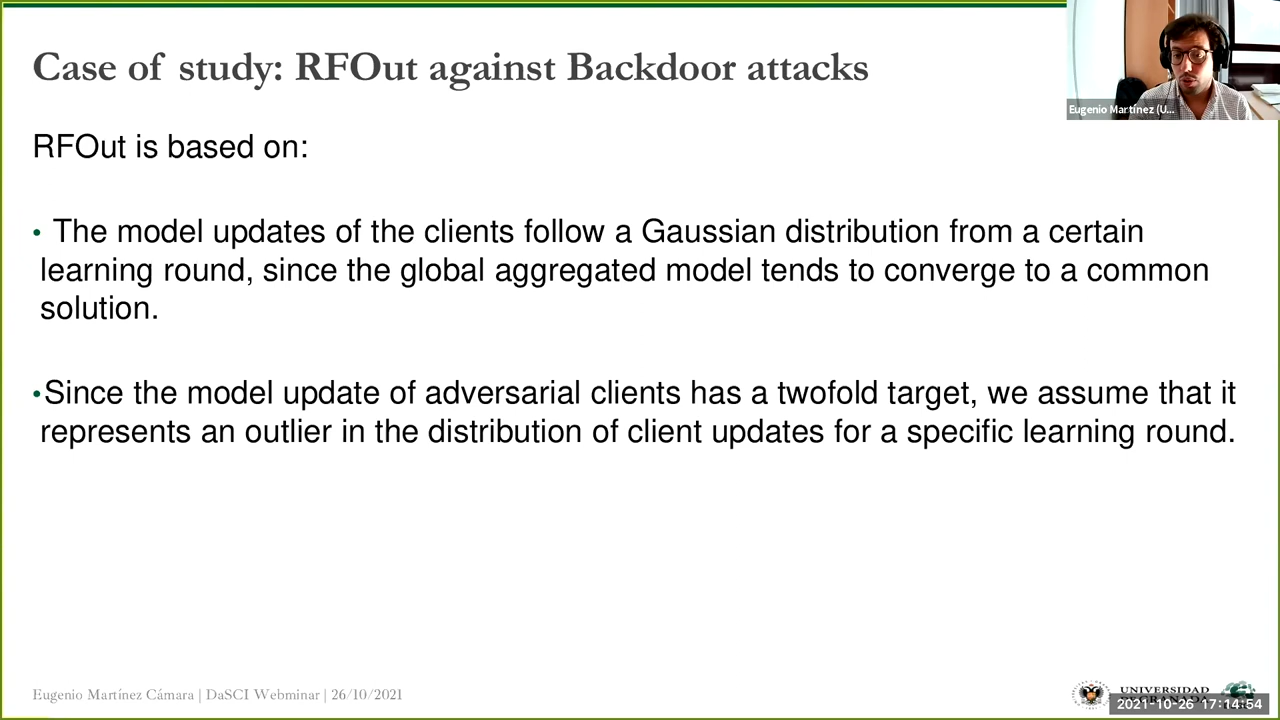 Case of study: RFOut against Backdoor attacks
Eugenio Martínez (U...
RFOut is based on:
• The model updates of the clients follow a Gaussian distribution from a certain
learning round, since the global aggregated model tends to converge to a common
solution.
•Since the model update of adversarial clients has a twofold target, we assume that it
represents an outlier in the distribution of client updates for a specific learning round.
Eugenio Martínez Cámara | DaSCI Webminar | 26/10/2021
UNIVERSIDAD
2021-10-26 17:14:54